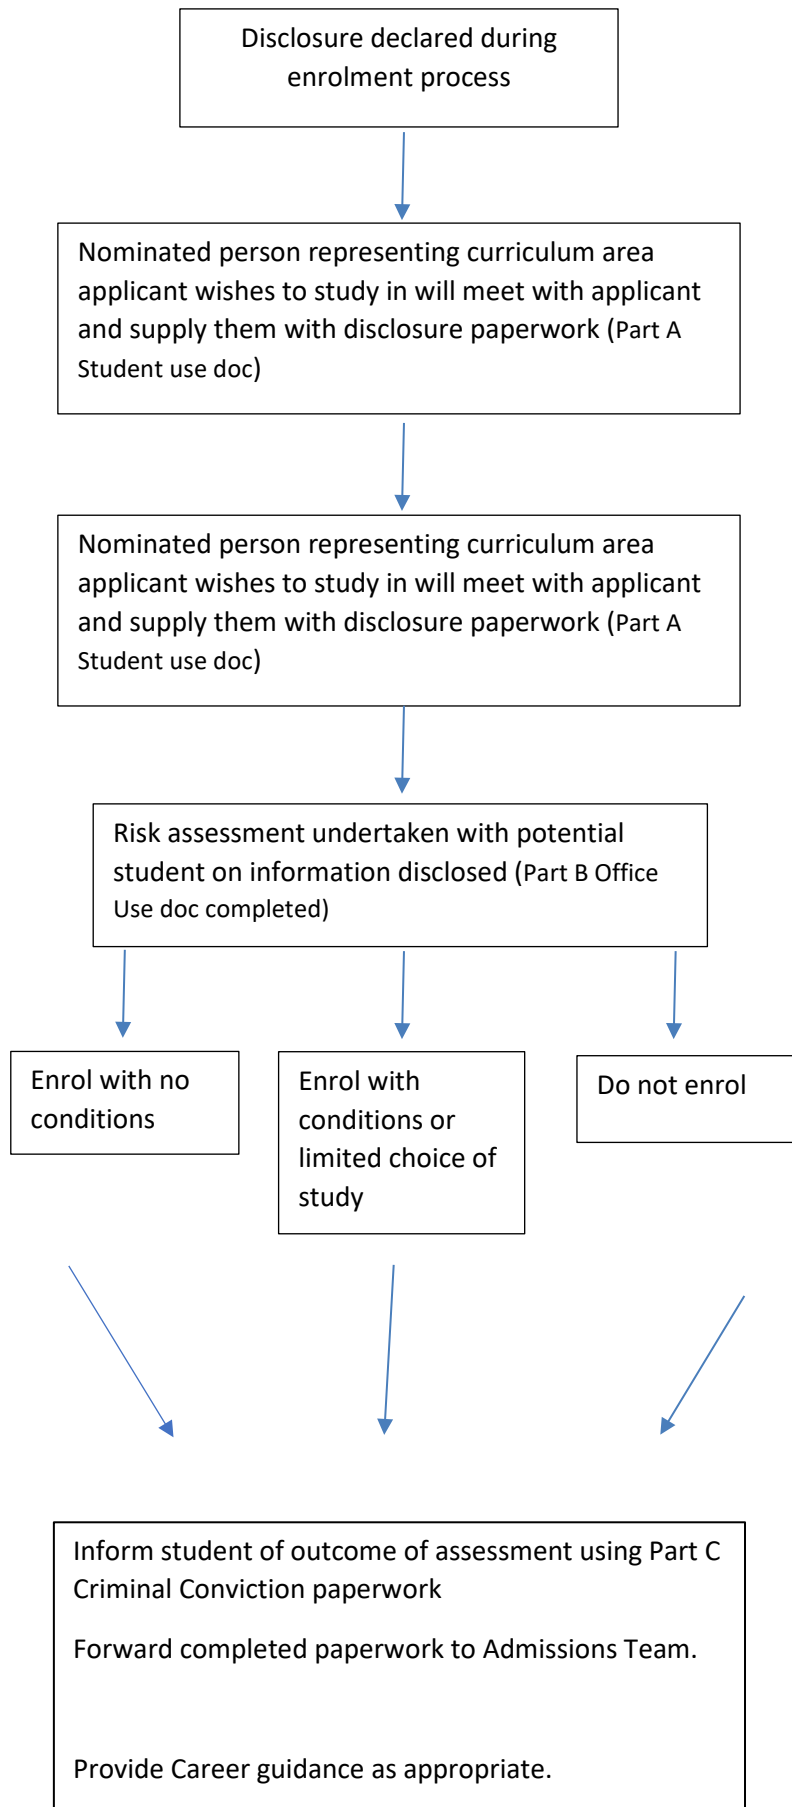 Disclosure declared during
enrolment process
Nominated person representing curriculum area
applicant wishes to study in will meet with applicant
and supply them with disclosure paperwork (Part A
Student use doc)
Nominated person representing curriculum area
applicant wishes to study in will meet with applicant
and supply them with disclosure paperwork (Part A
Student use doc)
Risk assessment undertaken with potential
student on information disclosed (Part B Office
Use doc completed)
Enrol with no
conditions
Enrol with
conditions or
limited choice of
study
Do not enrol
Inform student of outcome of assessment using Part C
Criminal Conviction paperwork
Forward completed paperwork to Admissions Team.
Provide Career guidance as appropriate.